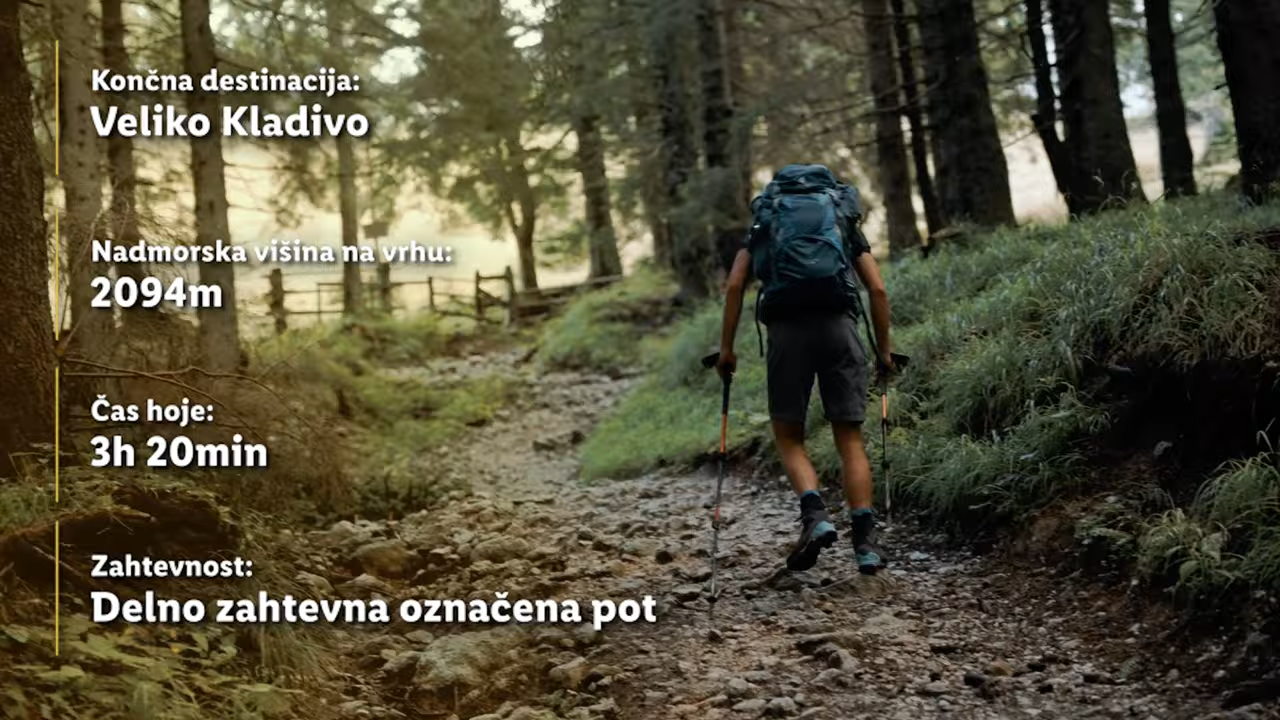 Končna destinacija:
Veliko Kladivo
Nadmorska višina na vrhu:
2094m
Čas hoje:
3h 20min
Zahtevnost:
Delno zahtevna označena pot